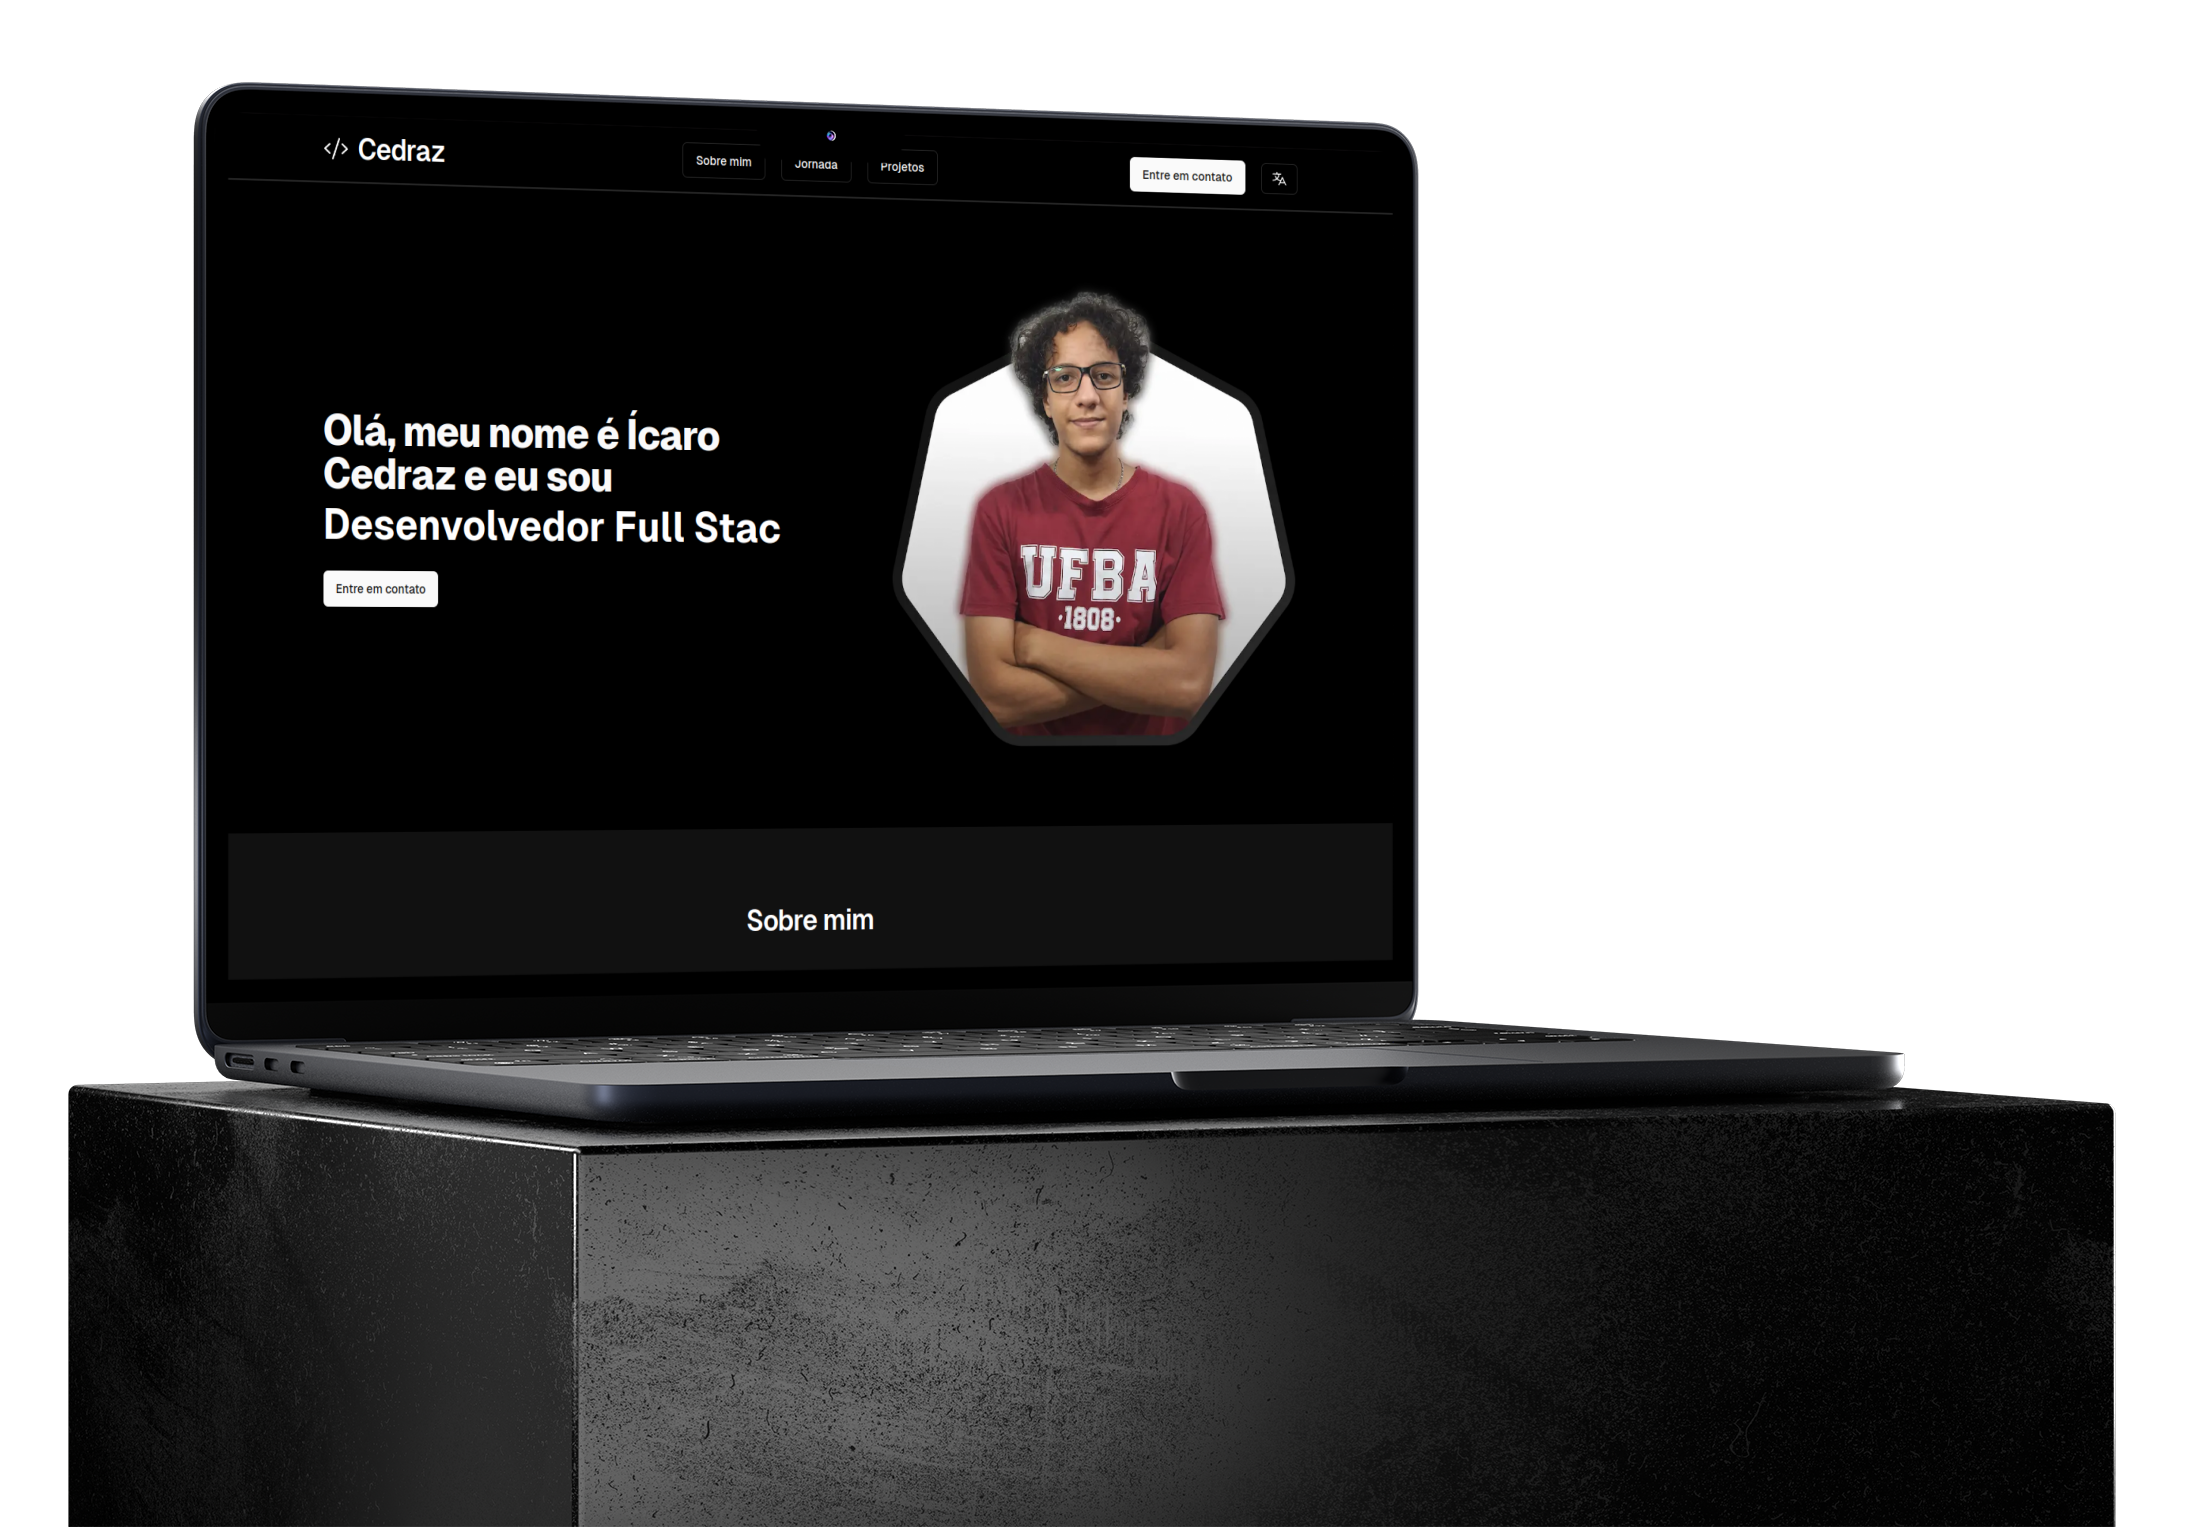 </> Cedraz
Sobre mim
Jornada
Projetos
Entre em contato
Olá, meu nome é Ícaro
Cedraz e eu sou
Desenvolvedor Full Stac
Entre em contato
UFBA
·1808·
Sobre mim